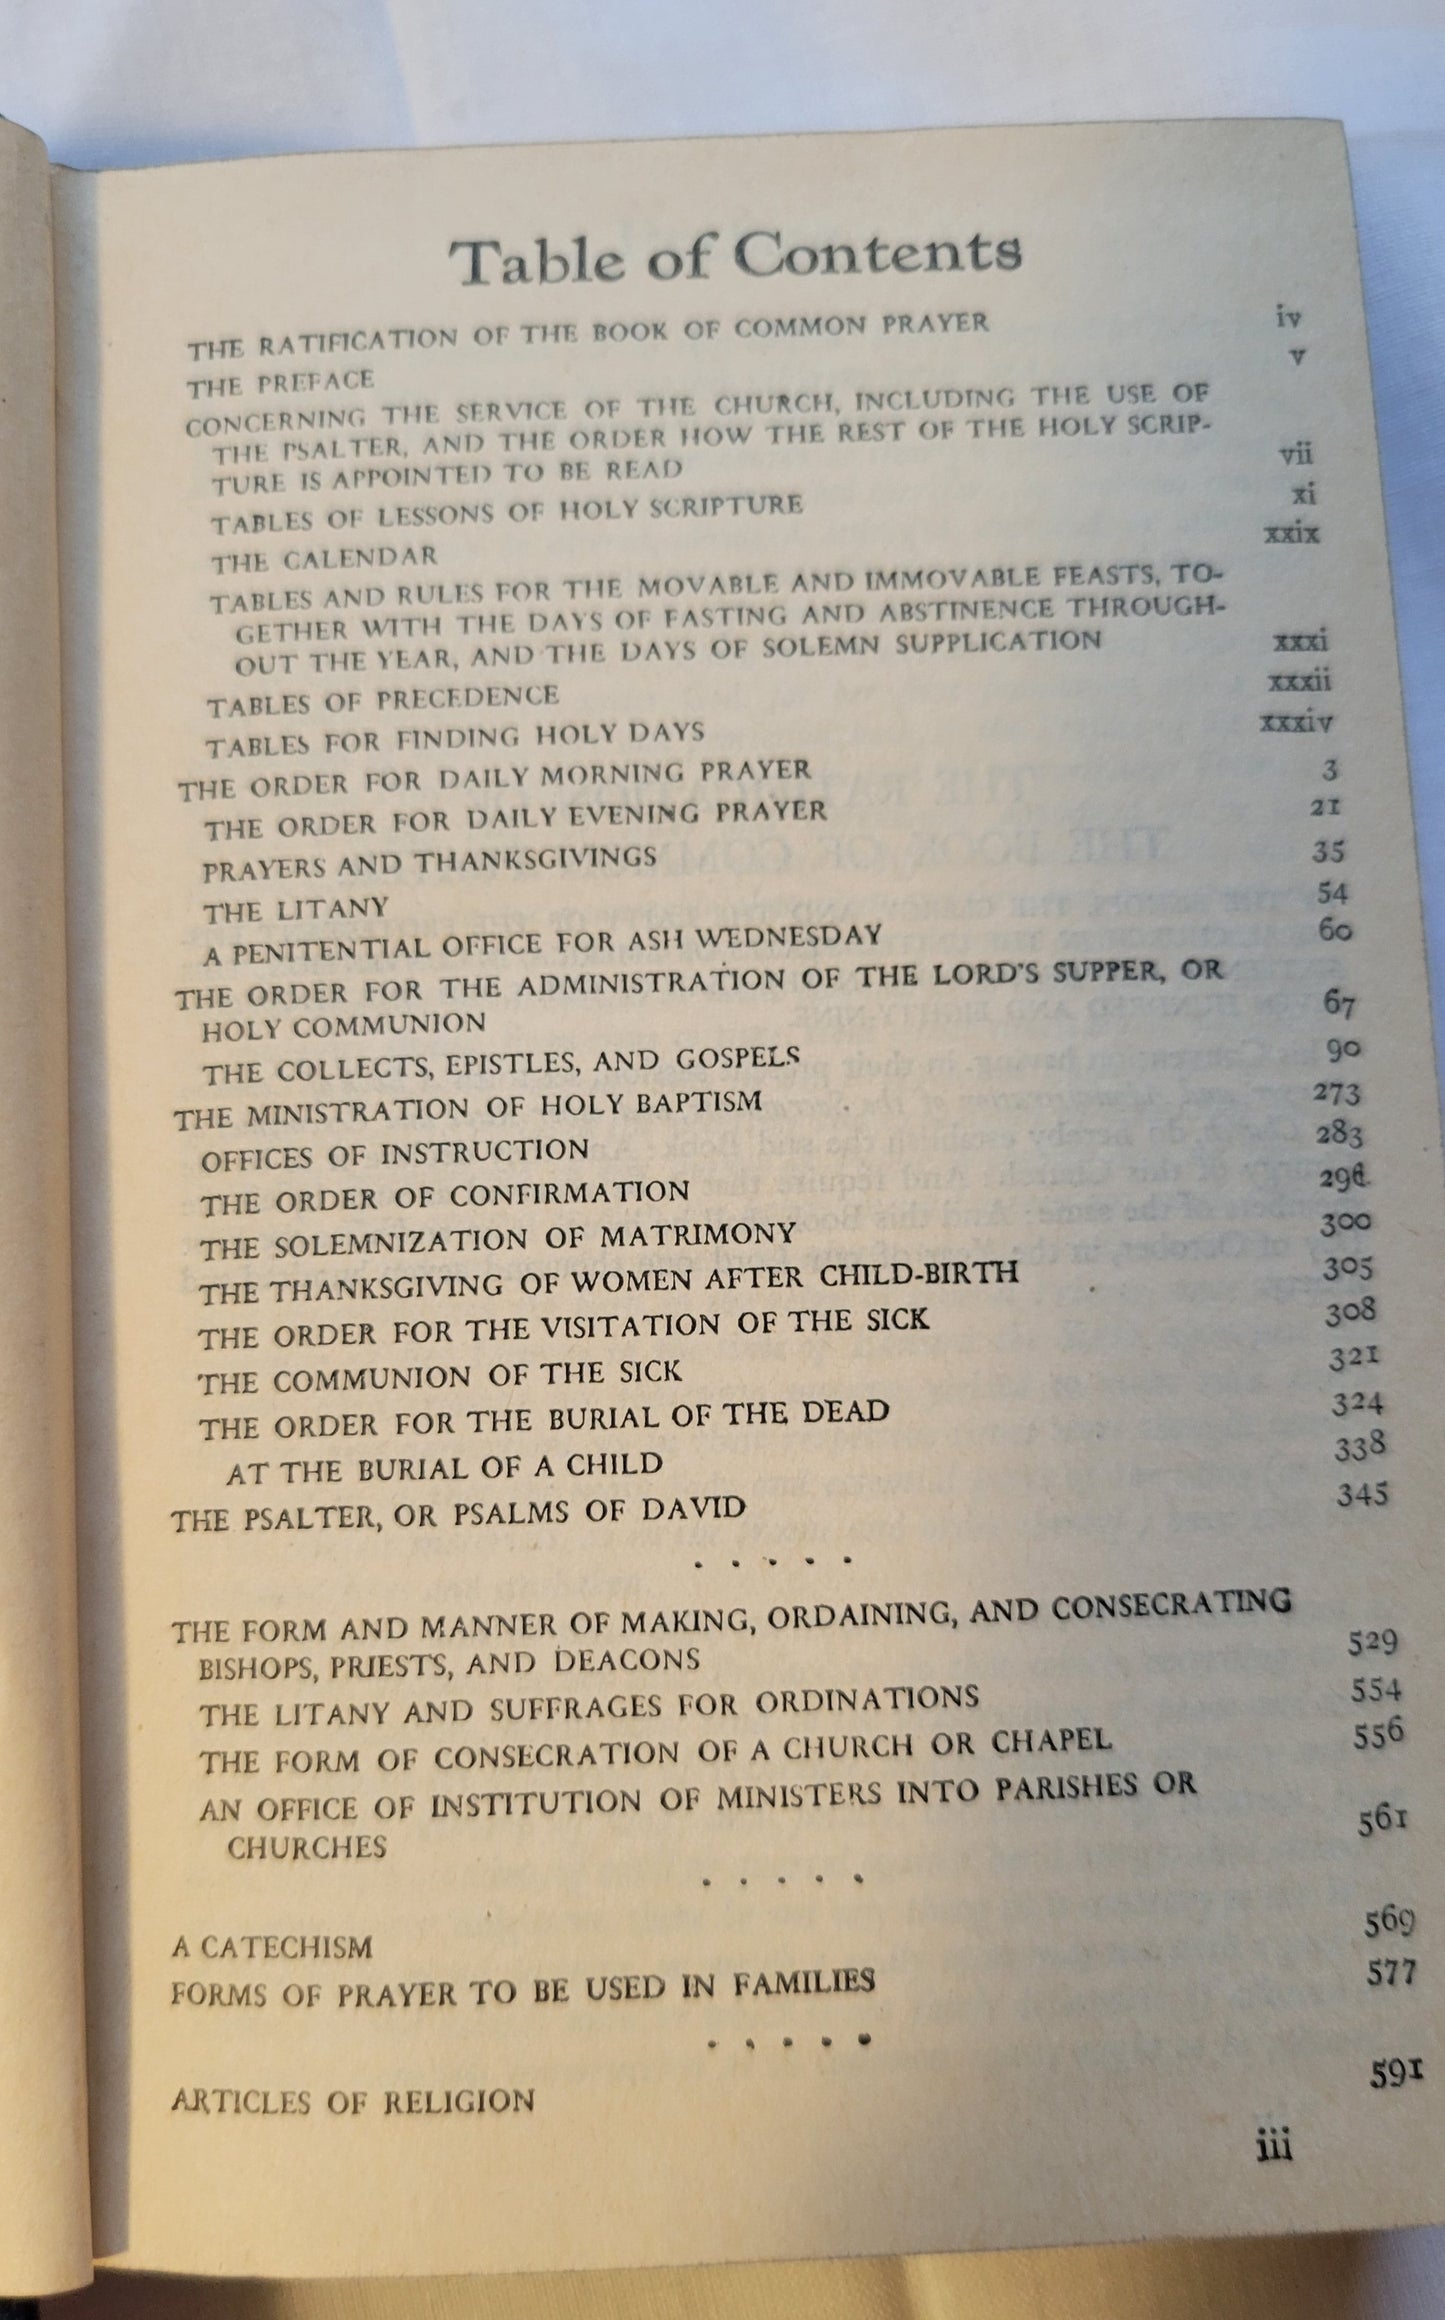 Table of Contents
THE RATIFICATION OF THE BOOK OF COMMON PRAYER iv
THE PREFACE v
CONCERNING THE SERVICE OF THE CHURCH, INCLUDING THE USE OF
THE PSALTER, AND THE ORDER HOW THE REST OF THE HOLY SCRIP-
TURE IS APPOINTED TO BE READ vii
TABLES OF LESSONS OF HOLY SCRIPTURE xi
THE CALENDAR xxix
TABLES AND RULES FOR THE MOVABLE AND IMMOVABLE FEASTS, TO-
GETHER WITH THE DAYS OF FASTING AND ABSTINENCE THROUGH-
OUT THE YEAR, AND THE DAYS OF SOLEMN SUPPLICATION xxxi
TABLES OF PRECEDENCE xxxii
TABLES FOR FINDING HOLY DAYS xxxiv
THE ORDER FOR DAILY MORNING PRAYER 3
THE ORDER FOR DAILY EVENING PRAYER 21
PRAYERS AND THANKSGIVINGS 35
THE LITANY 54
A PENITENTIAL OFFICE FOR ASH WEDNESDAY 60
THE ORDER FOR THE ADMINISTRATION OF THE LORD'S SUPPER, OR
HOLY COMMUNION 67
THE COLLECTS, EPISTLES, AND GOSPELS 90
THE MINISTRATION OF HOLY BAPTISM 273
OFFICES OF INSTRUCTION 283
THE ORDER OF CONFIRMATION
THE SOLEMNIZATION OF MATRIMONY 300
THE THANKSGIVING OF WOMEN AFTER CHILD-BIRTH 305
THE ORDER FOR THE VISITATION OF THE SICK 308
THE COMMUNION OF THE SICK 321
THE ORDER FOR THE BURIAL OF THE DEAD 324
AT THE BURIAL OF A CHILD 338
THE PSALTER, OR PSALMS OF DAVID 345
. . . . .
THE FORM AND MANNER OF MAKING, ORDAINING, AND CONSECRATING
BISHOPS, PRIESTS, AND DEACONS 529
THE LITANY AND SUFFRAGES FOR ORDINATIONS 554
THE FORM OF CONSECRATION OF A CHURCH OR CHAPEL 556
AN OFFICE OF INSTITUTION OF MINISTERS INTO PARISHES OR
CHURCHES 561
. . . . .
A CATECHISM 569
FORMS OF PRAYER TO BE USED IN FAMILIES 577
. . . . .
ARTICLES OF RELIGION 591
iii